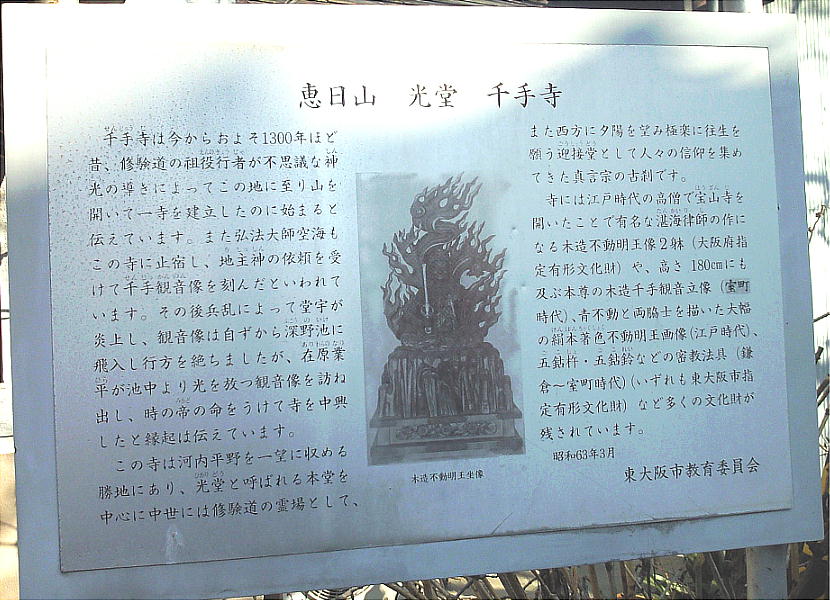 恵日山　光堂　千手寺
千手寺は今からおよそ1300年ほど
昔、修験道の祖役行者が不思議な神
光の導きによってこの地に至り山を
開いて一寺を建立したのに始まると
伝えています。また弘法大師空海も
この寺に止宿し、地主神の依頼を受
けて千手観音像を刻んだといわれて
います。その後兵乱によって堂宇が
炎上し、観音像は自ずから深野池に
飛入し行方を絶ちましたが、在原業
平が池中より光を放つ観音像を訪ね
出し、時の帝の命をうけて寺を中興
したと縁起は伝えています。
この寺は河内平野を一望に収める
勝地にあり、光堂と呼ばれる本堂を
中心に中世には修験道の霊場として、
木造不動明王坐像
また西方に夕陽を望み極楽に往生を
願う迎接堂として人々の信仰を集め
てきた真言宗の古刹です。
寺には江戸時代の高僧で宝山寺を
開いたことで有名な湛海律師の作に
なる木造不動明王像２躰（大阪府指
定有形文化財）や、高さ180㎝にも
及ぶ本尊の木造千手観音立像（室町
時代）、青不動と両脇士を描いた大幅
の絹本著色不動明王画像（江戸時代）、
五鈷杵・五鈷鈴などの密教法具（鎌
倉〜室町時代）（いずれも東大阪市指
定有形文化財）など多くの文化財が
残されています。
昭和63年3月
東大阪市教育委員会